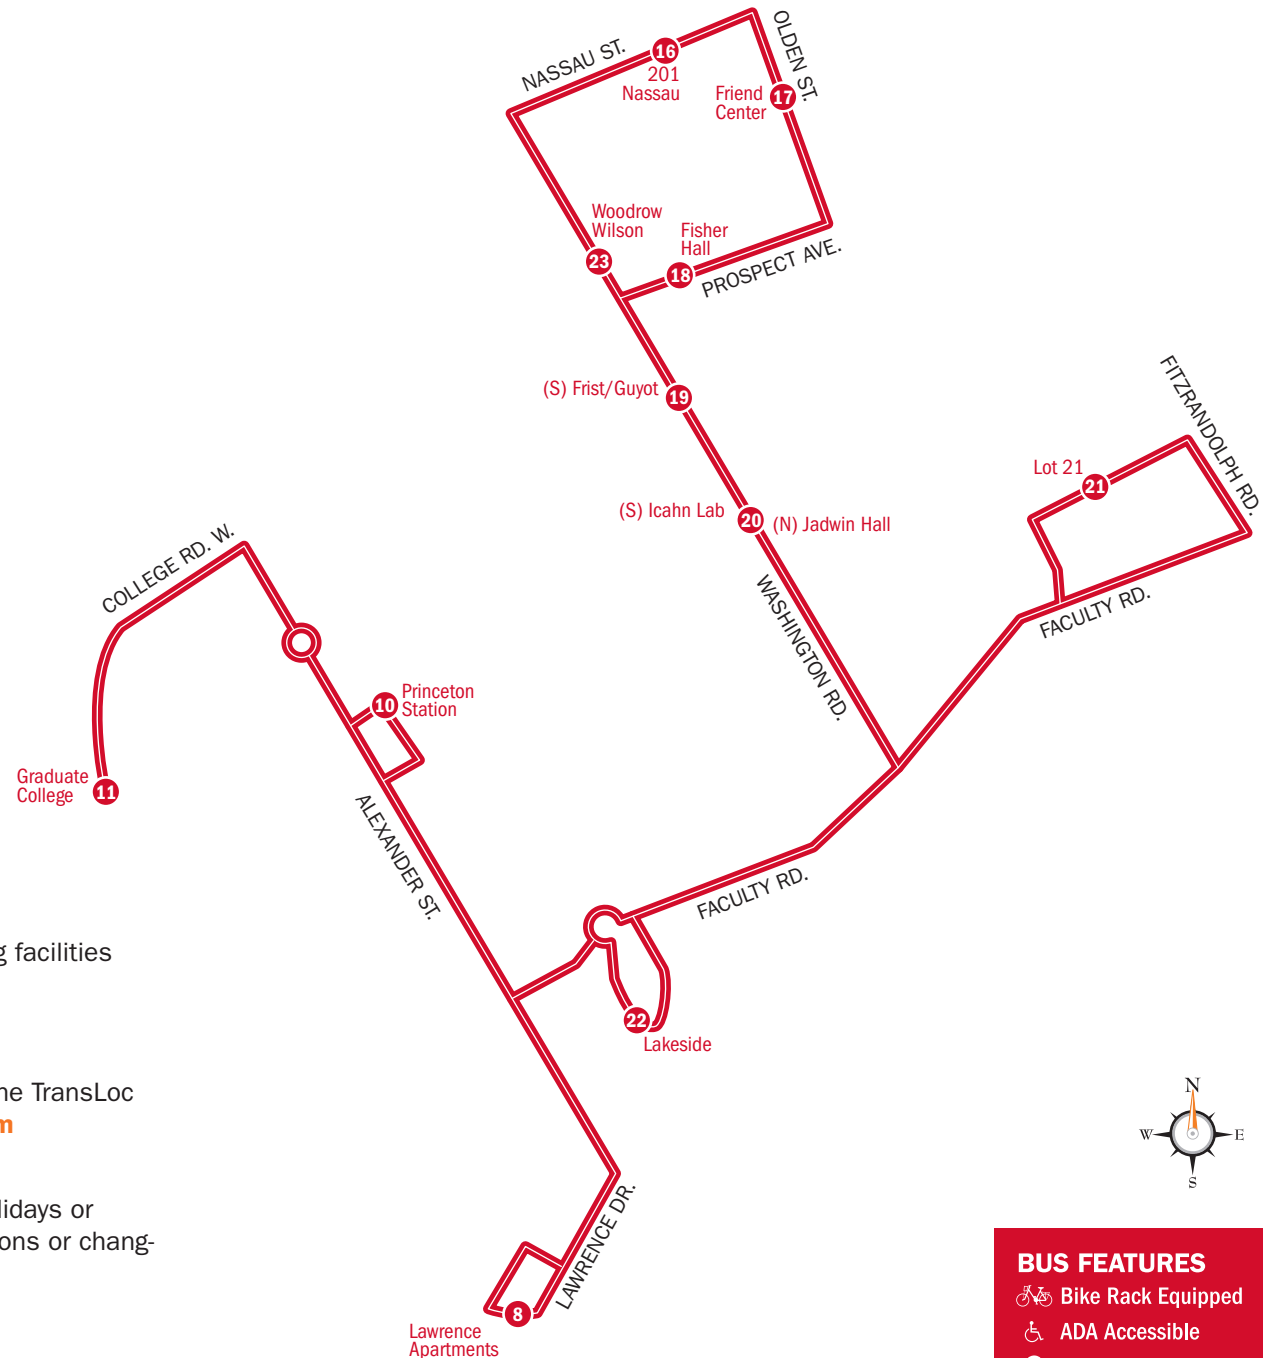 NASSAU ST.
16
201
Nassau
OLDEN ST.
Friend
Center
17
Woodrow
Wilson
23
Fisher
Hall
18
PROSPECT AVE.
(S) Frist/Guyot
19
FITZRANDOLPH RD.
Lot 21
21
(S) Icahn Lab
20
(N) Jadwin Hall
COLLEGE RD. W.
WASHINGTON RD.
FACULTY RD.
10
Princeton
Station
Graduate
College
11
ALEXANDER ST.
FACULTY RD.
g facilities
22
Lakeside
ne TransLoc
m
N
W
E
S
lidays or
ons or chang-
LAWRENCE DR.
8
Lawrence
Apartments
BUS FEATURES
Bike Rack Equipped
ADA Accessible